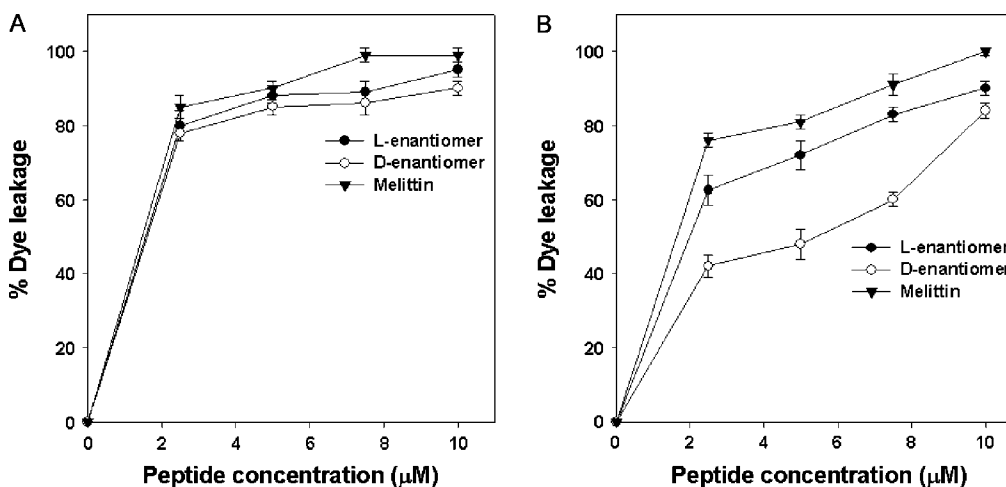 A
% Dye leakage
100
80
60
40
20
0
L-enantiomer
D-enantiomer
Melittin
0 2 4 6 8 10
Peptide concentration (μM)
B
% Dye leakage
100
80
60
40
20
0
L-enantiomer
D-enantiomer
Melittin
0 2 4 6 8 10
Peptide concentration (μM)